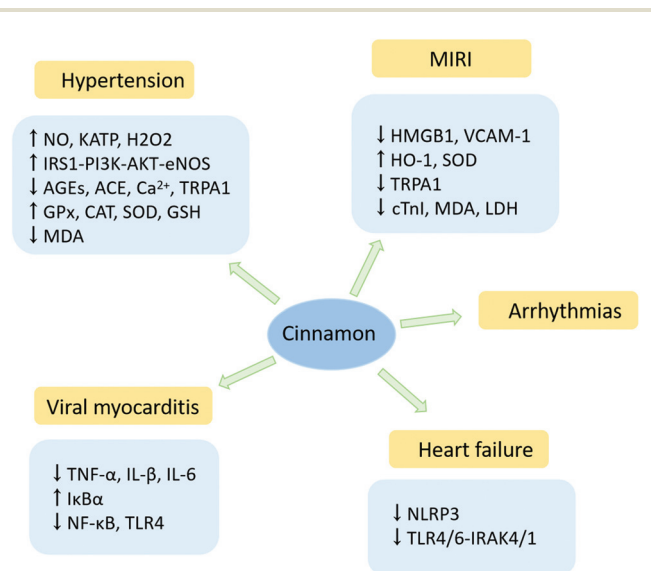 Hypertension
↑ NO, KATP, H2O2
↑ IRS1-PI3K-AKT-eNOS
↓ AGEs, ACE, Ca²⁺, TRPA1
↑ GPx, CAT, SOD, GSH
↓ MDA
MIRI
↓ HMGB1, VCAM-1
↑ HO-1, SOD
↓ TRPA1
↓ cTnI, MDA, LDH
Cinnamon
Arrhythmias
Viral myocarditis
↓ TNF-α, IL-β, IL-6
↑ IκBα
↓ NF-κB, TLR4
Heart failure
↓ NLRP3
↓ TLR4/6-IRAK4/1